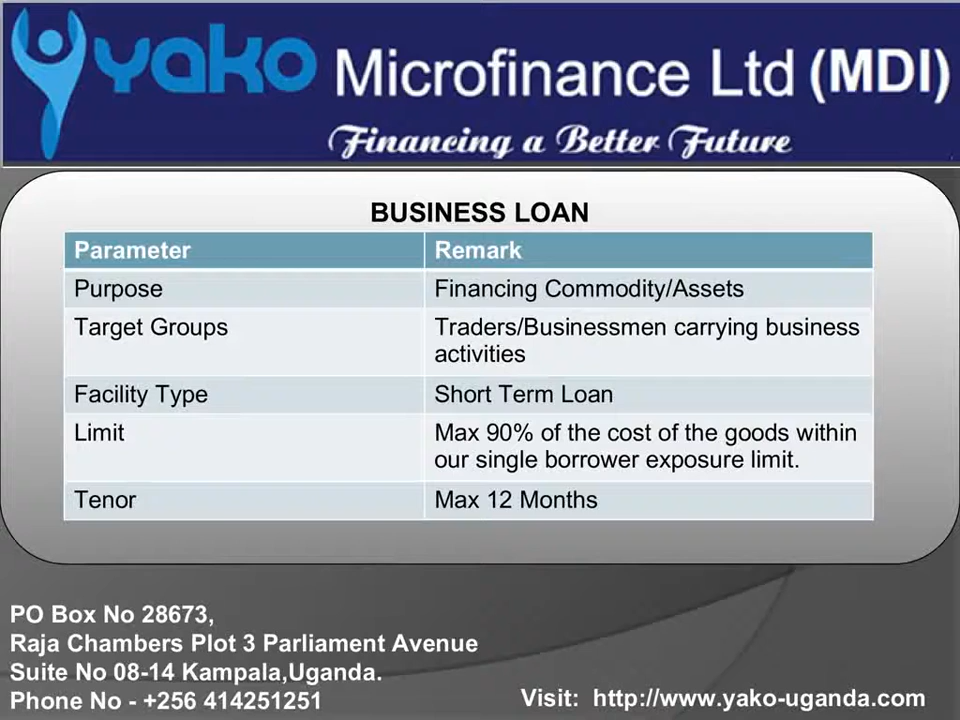 yako Microfinance Ltd (MDI)
Financing a Better Future
BUSINESS LOAN
Parameter Remark
Purpose Financing Commodity/Assets
Target Groups Traders/Businessmen carrying business
activities
Facility Type Short Term Loan
Limit Max 90% of the cost of the goods within
our single borrower exposure limit.
Tenor Max 12 Months
PO Box No 28673,
Raja Chambers Plot 3 Parliament Avenue
Suite No 08-14 Kampala,Uganda.
Phone No - +256 414251251
Visit: http://www.yako-uganda.com